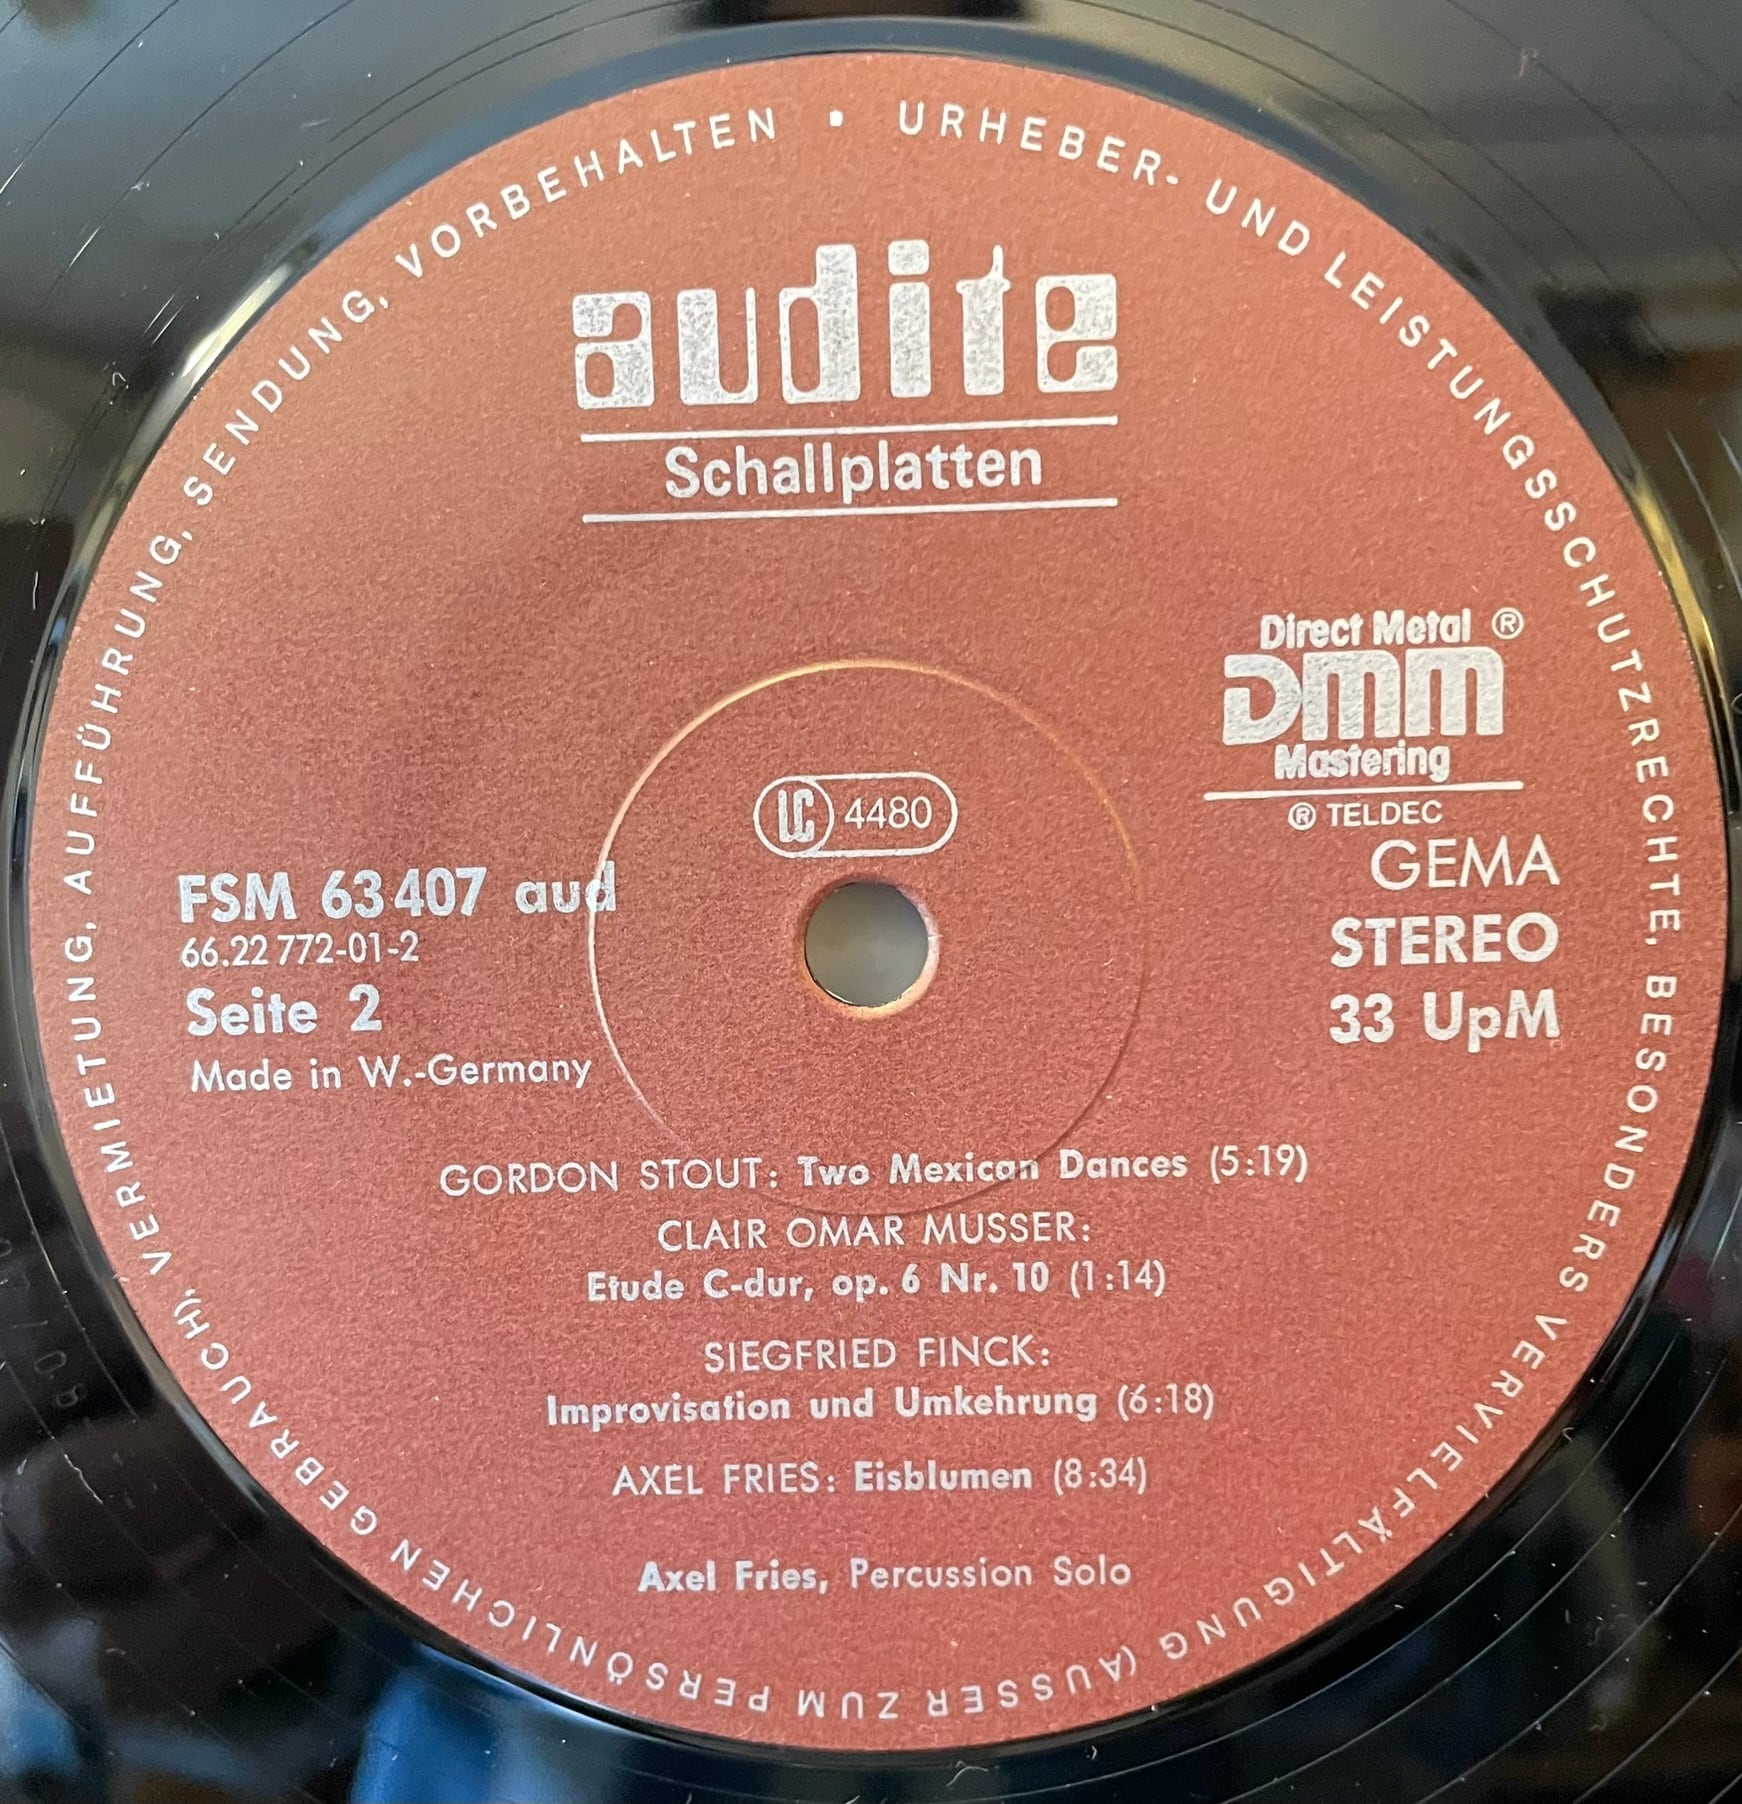 URHEBER- UND LEISTUNGSSCHUTZRECHTE, BESONDERS VERVIELFÄLTIGUNG (AUSSER ZUM PERSÖNLICHEN GEBRAUCH), VERMIETUNG, AUFFÜHRUNG, SENDUNG, VORBEHALTEN •
audite
Schallplatten
Direct Metal ®
DMM
Mastering
® TELDEC
LC 4480
GEMA
STEREO
33 UpM
FSM 63 407 aud
66.22 772-01-2
Seite 2
Made in W.-Germany
GORDON STOUT: Two Mexican Dances (5:19)
CLAIR OMAR MUSSER:
Etude C-dur, op. 6 Nr. 10 (1:14)
SIEGFRIED FINCK:
Improvisation und Umkehrung (6:18)
AXEL FRIES: Eisblumen (8:34)
Axel Fries, Percussion Solo